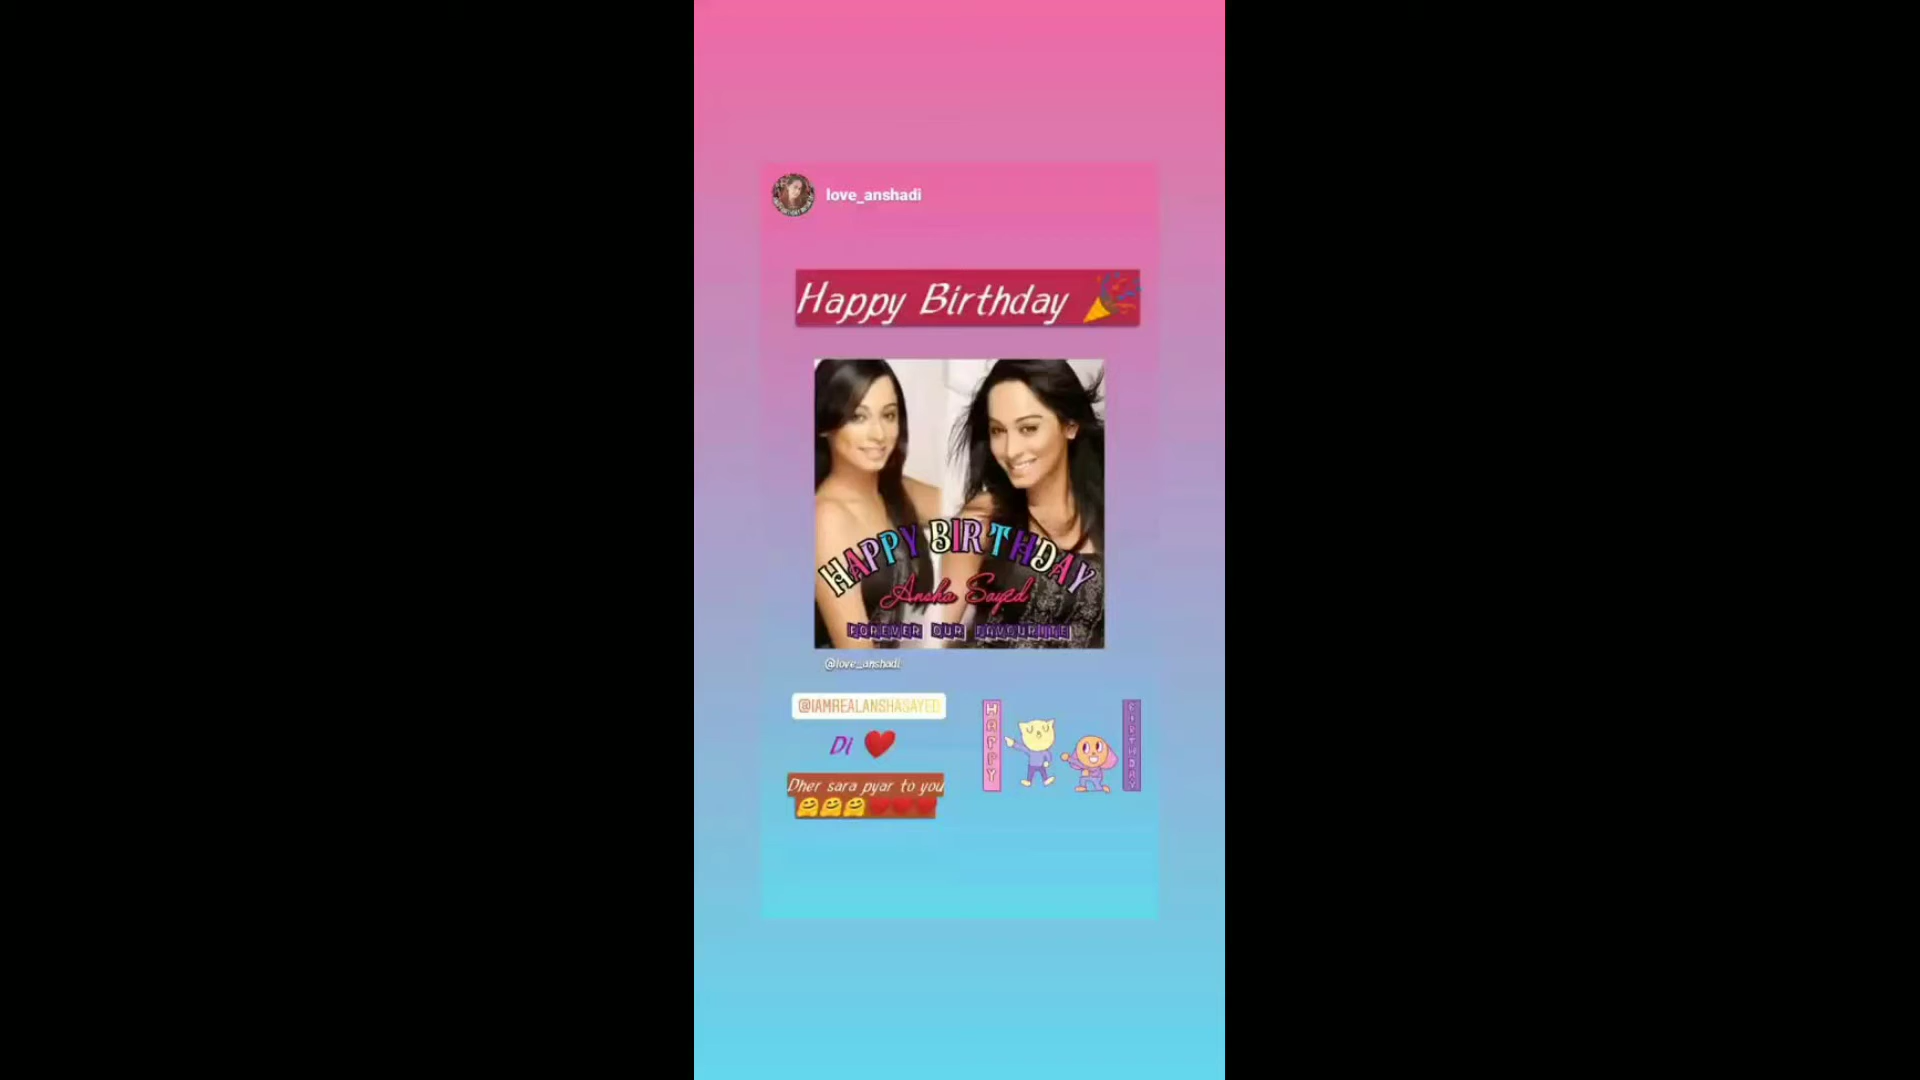 love_anshadi
Happy Birthday 🎉
HAPPY BIRTHDAY
Ansha Sayed
FOREVER OUR FAVOURITE
@love_anshadi
@IAMREALANSHASAYED
Di ❤️
HAPPY
BIRTHDAY
Dher sara pyar to you
🤗🤗🤗❤️❤️❤️